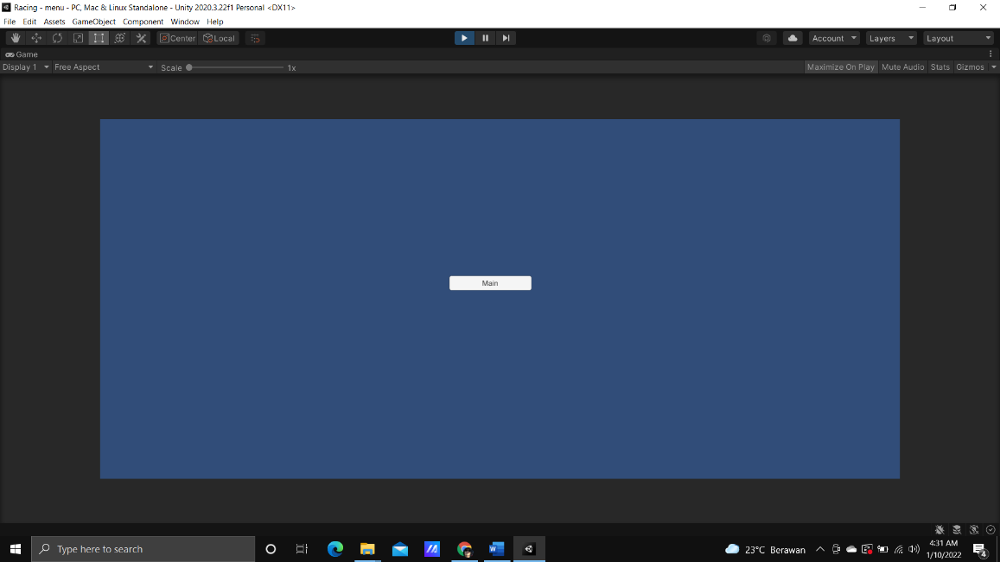 Racing - menu - PC, Mac & Linux Standalone - Unity 2020.3.22f1 Personal <DX11>
File Edit Assets GameObject Component Window Help
Center Local Account Layers Layout
Game
Display 1 Free Aspect Scale 1x Maximize On Play Mute Audio Stats Gizmos
Main
Type here to search
23°C Berawan
4:31 AM
1/10/2022
4